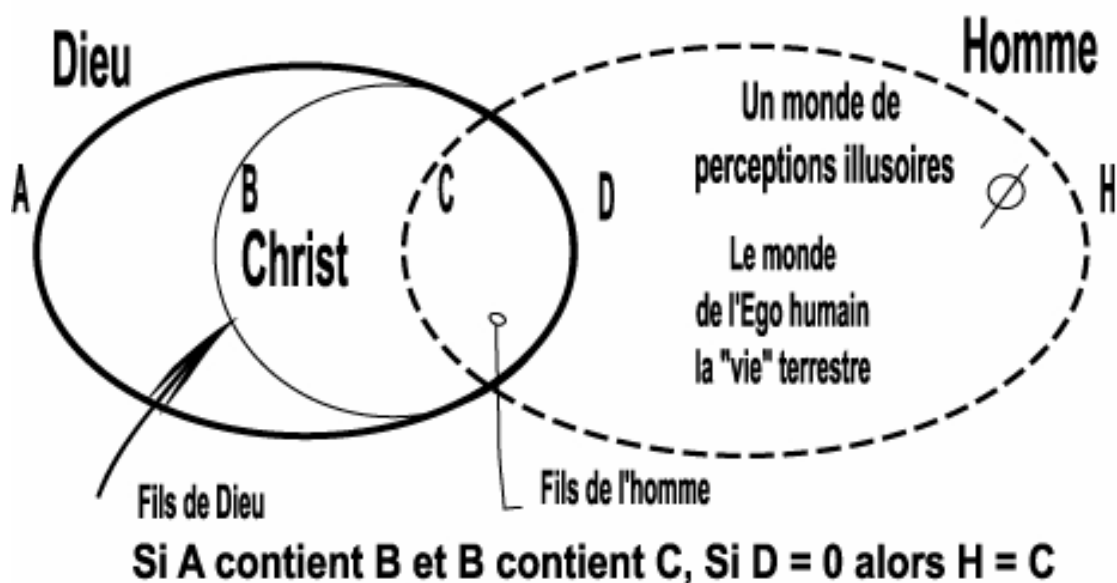 Dieu
Homme
Un monde de
perceptions illusoires
A
B
C
D
H
Christ
Le monde
de l'Ego humain
la "vie" terrestre
Fils de Dieu
Fils de l'homme
Si A contient B et B contient C, Si D = 0 alors H = C